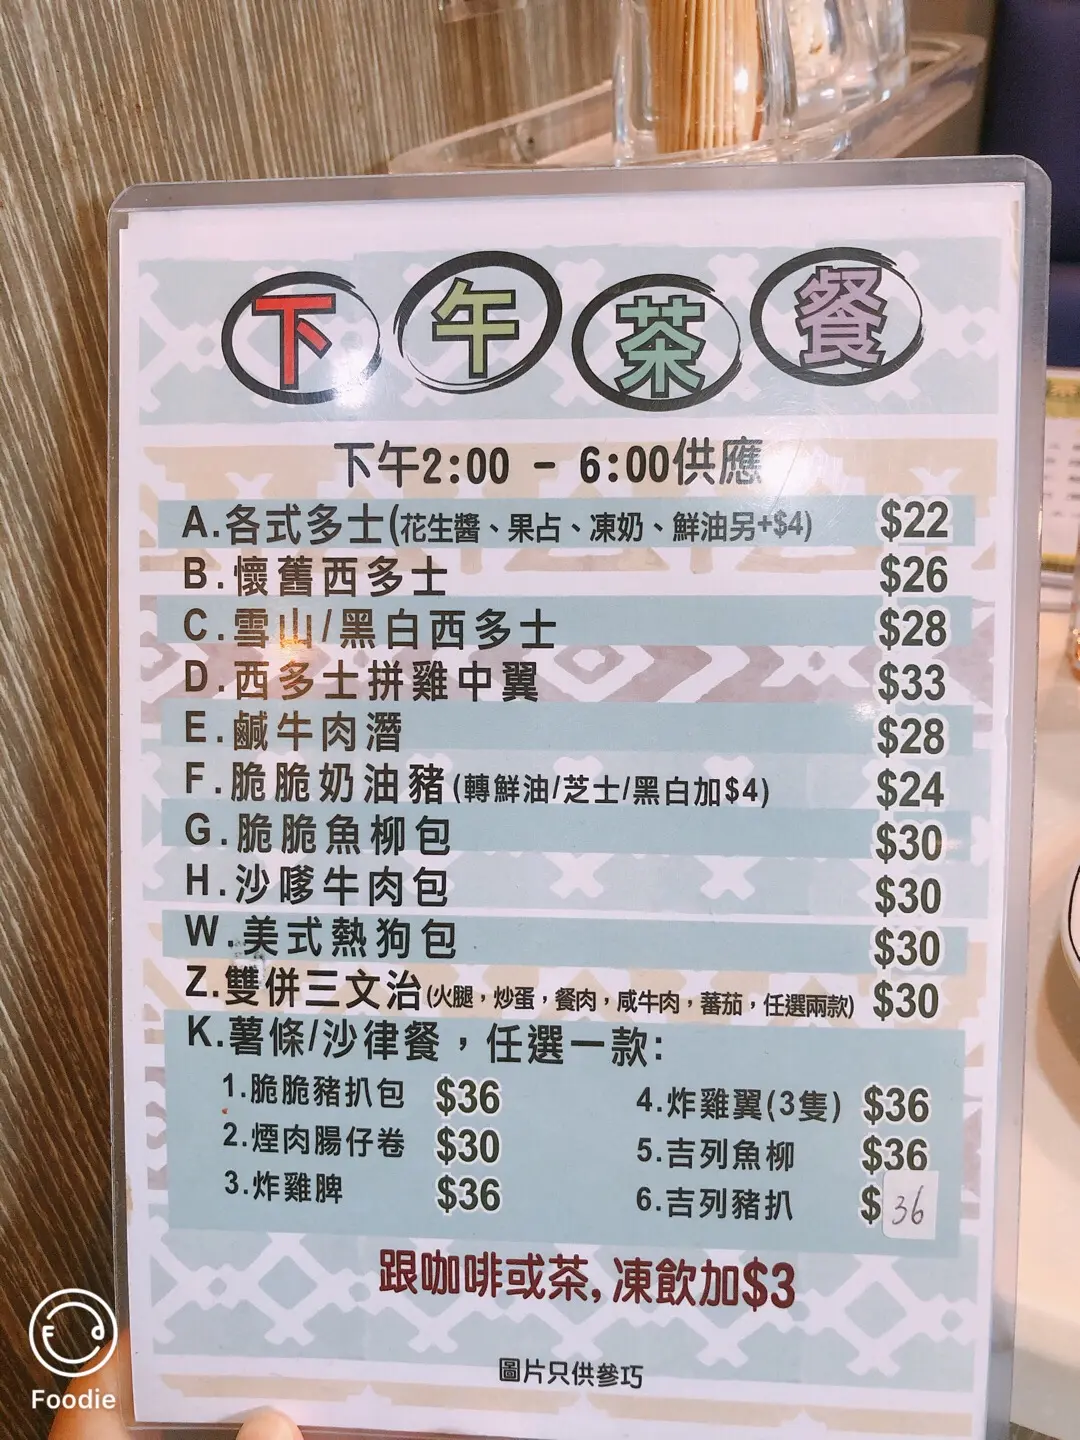 下午茶餐
下午2:00 - 6:00供應
A.各式多士(花生醬、果占、凍奶、鮮油另+$4) $22
B.懷舊西多士 $26
C.雪山/黑白西多士 $28
D.西多士拼雞中翼 $33
E.鹹牛肉潛 $28
F.脆脆奶油豬(轉鮮油/芝士/黑白加$4) $24
G.脆脆魚柳包 $30
H.沙嗲牛肉包 $30
W.美式熱狗包 $30
Z.雙併三文治(火腿，炒蛋，餐肉，咸牛肉，蕃茄，任選兩款) $30
K.薯條/沙律餐，任選一款:
1.脆脆豬扒包 $36
2.煙肉腸仔卷 $30
3.炸雞脾 $36
4.炸雞翼(3隻) $36
5.吉列魚柳 $36
6.吉列豬扒 $36
跟咖啡或茶,凍飲加$3
圖片只供參巧
Foodie